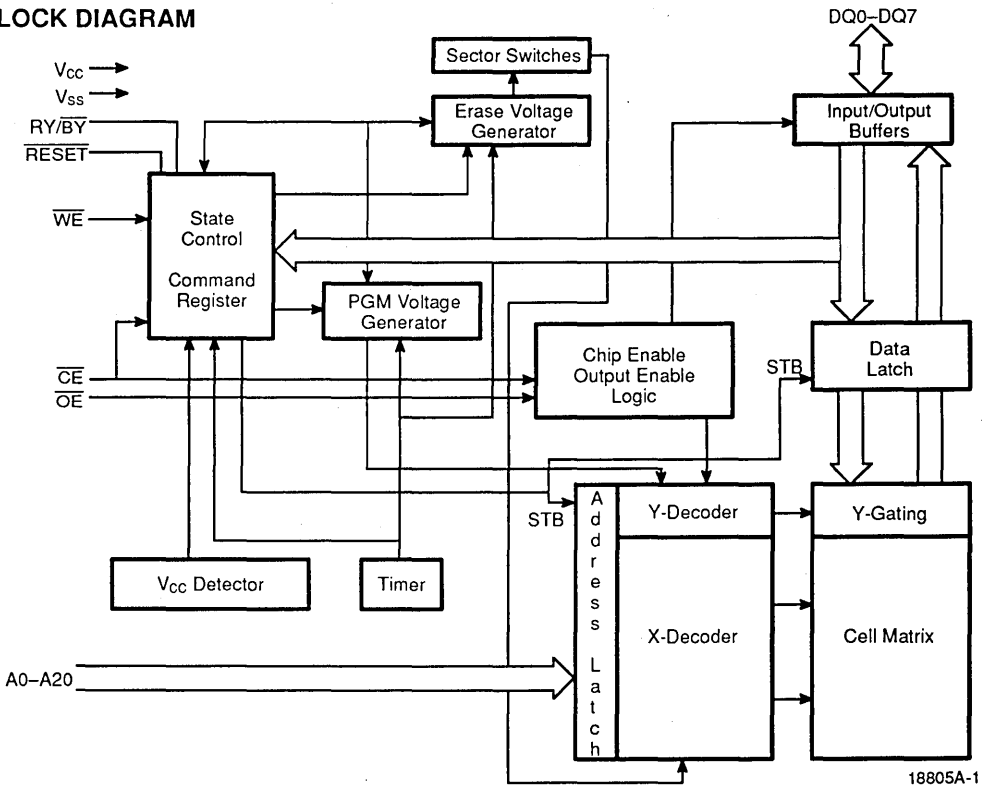 LOCK DIAGRAM
DQ0–DQ7
Sector Switches
VCC
VSS
RY/BY
RESET
Erase Voltage
Generator
Input/Output
Buffers
WE
State
Control
Command
Register
PGM Voltage
Generator
CE
OE
Chip Enable
Output Enable
Logic
STB
Data
Latch
STB
Address Latch
Y-Decoder
Y-Gating
VCC Detector
Timer
X-Decoder
Cell Matrix
A0–A20
18805A-1